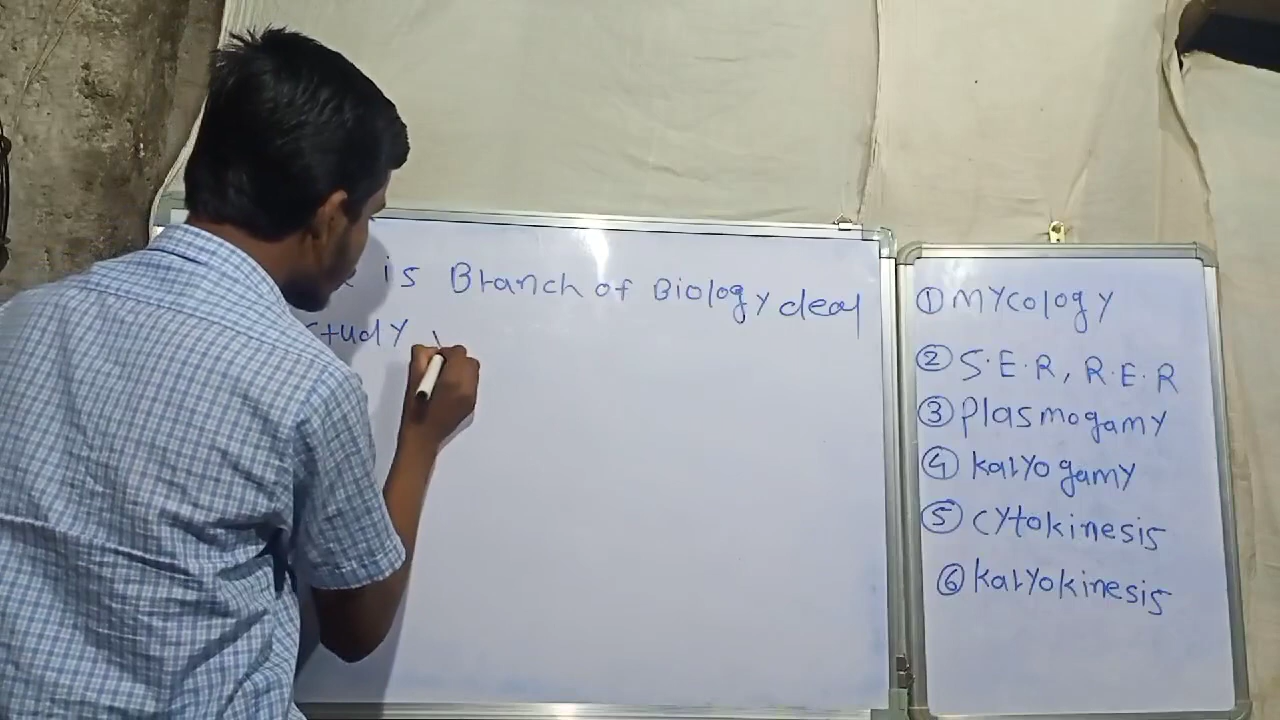 is Branch of Biology deal
study
① Mycology
② S.E.R, R.E.R
③ Plasmogamy
④ Karyogamy
⑤ Cytokinesis
⑥ Karyokinesis